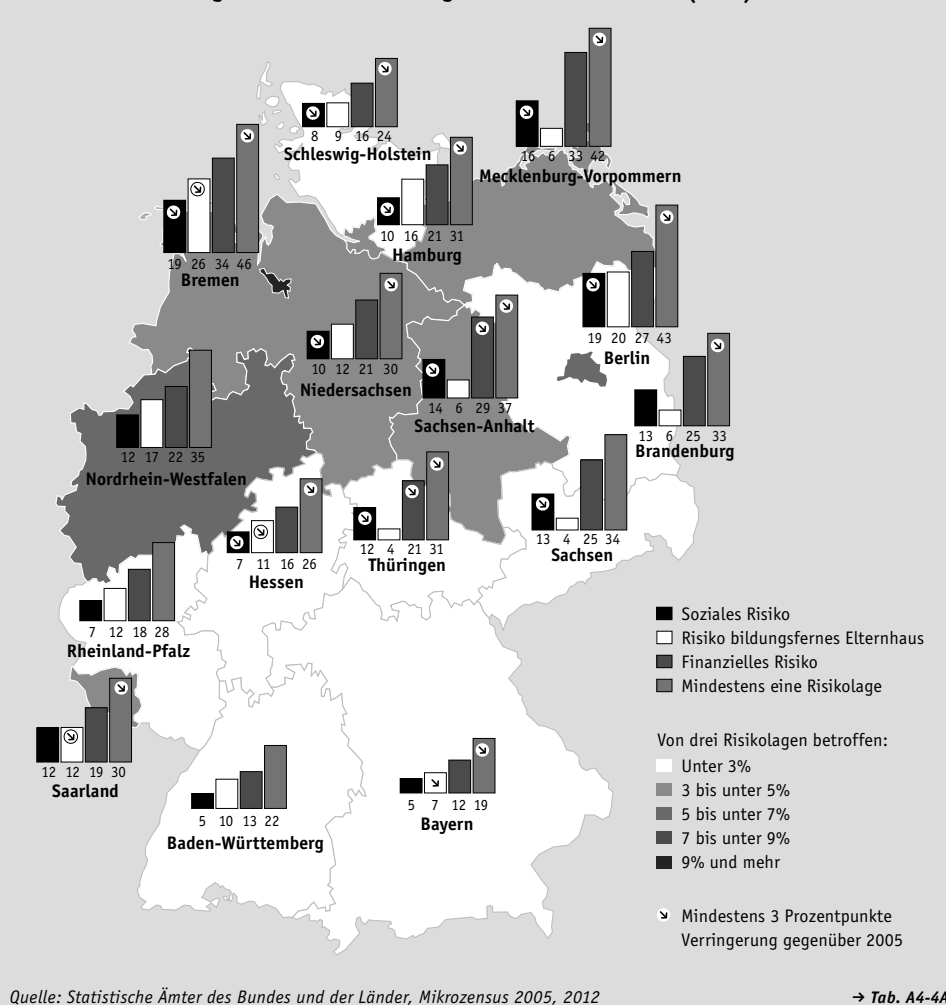 (
)
8 9 16 24
Schleswig-Holstein
16 6 33 42
Mecklenburg-Vorpommern
19 26 34 46
Bremen
10 16 21 31
Hamburg
19 20 27 43
Berlin
10 12 21 30
Niedersachsen
14 6 29 37
Sachsen-Anhalt
13 6 25 33
Brandenburg
12 17 22 35
Nordrhein-Westfalen
7 11 16 26
Hessen
12 4 21 31
Thüringen
13 4 25 34
Sachsen
7 12 18 28
Rheinland-Pfalz
12 12 19 30
Saarland
5 10 13 22
Baden-Württemberg
5 7 12 19
Bayern
Soziales Risiko
Risiko bildungsfernes Elternhaus
Finanzielles Risiko
Mindestens eine Risikolage
Von drei Risikolagen betroffen:
Unter 3%
3 bis unter 5%
5 bis unter 7%
7 bis unter 9%
9% und mehr
Mindestens 3 Prozentpunkte
Verringerung gegenüber 2005
Quelle: Statistische Ämter des Bundes und der Länder, Mikrozensus 2005, 2012
→ Tab. A4-4A